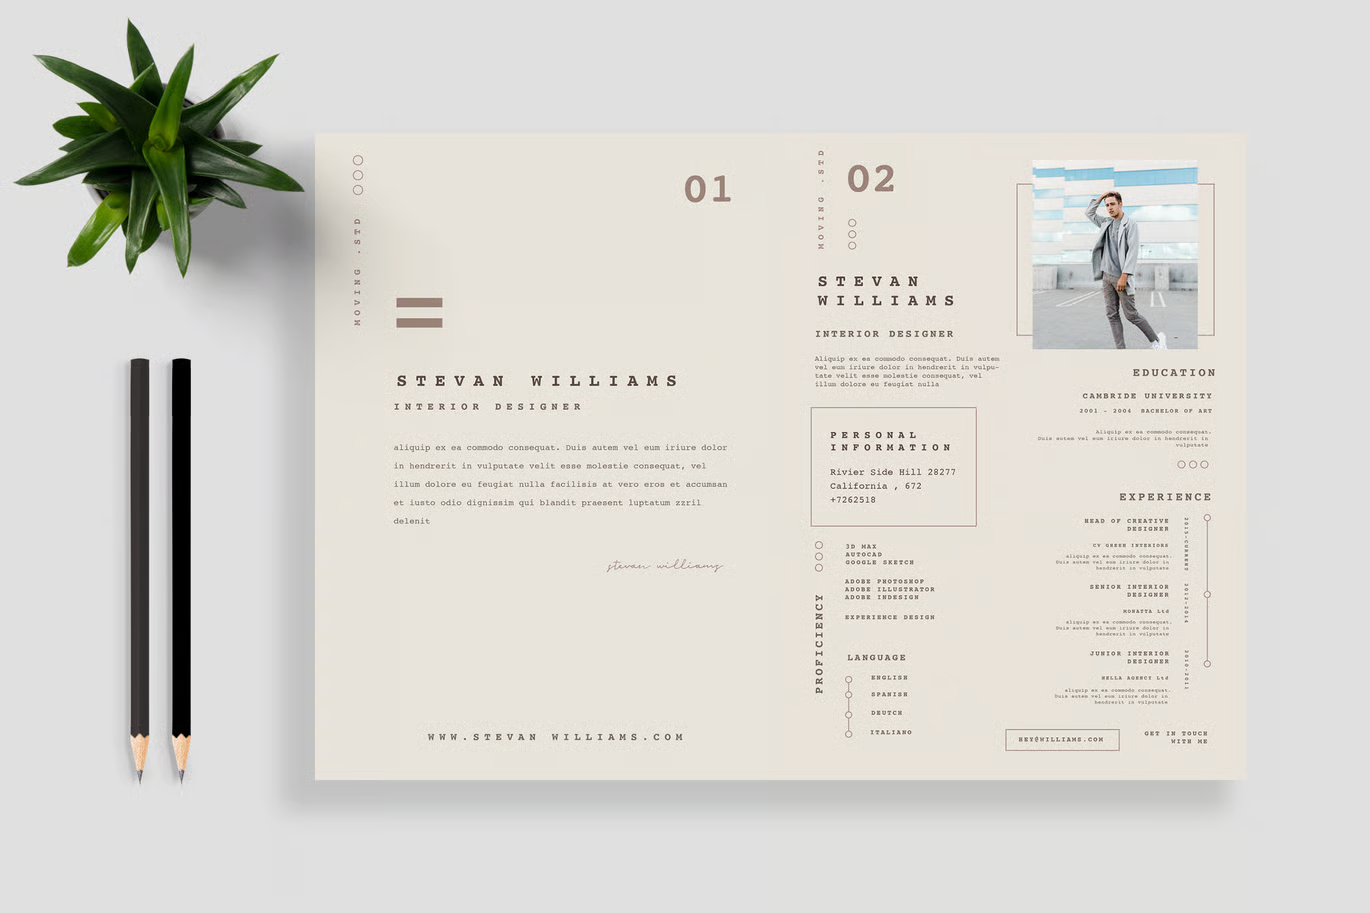 MOVING .STD
01
STEVAN WILLIAMS
INTERIOR DESIGNER
aliquip ex ea commodo consequat. Duis autem vel eum iriure dolor
in hendrerit in vulputate velit esse molestie consequat, vel
illum dolore eu feugiat nulla facilisis at vero eros et accumsan
et iusto odio dignissim qui blandit praesent luptatum zzril
delenit
stevan williams
WWW.STEVAN WILLIAMS.COM
MOVING .STD
02
STEVAN
WILLIAMS
INTERIOR DESIGNER
Aliquip ex ea commodo consequat. Duis autem
vel eum iriure dolor in hendrerit in vulpu-
tate velit esse molestie consequat, vel
illum dolore eu feugiat nulla
PERSONAL
INFORMATION
Rivier Side Hill 28277
California , 672
+7262518
PROFICIENCY
3D MAX
AUTOCAD
GOOGLE SKETCH
ADOBE PHOTOSHOP
ADOBE ILLUSTRATOR
ADOBE INDESIGN
EXPERIENCE DESIGN
LANGUAGE
ENGLISH
SPANISH
DEUTCH
ITALIANO
EDUCATION
CAMBRIDE UNIVERSITY
2001 - 2004 BACHELOR OF ART
Aliquip ex ea commodo consequat.
Duis autem vel eum iriure dolor in hendrerit in
vulputate
EXPERIENCE
HEAD OF CREATIVE
DESIGNER
CV GREEN INTERIORS
aliquip ex ea commodo consequat.
Duis autem vel eum iriure dolor in
hendrerit in vulputate
SENIOR INTERIOR
DESIGNER
MORATTA Ltd
aliquip ex ea commodo consequat.
Duis autem vel eum iriure dolor in
hendrerit in vulputate
JUNIOR INTERIOR
DESIGNER
HELLA AGENCY Ltd
aliquip ex ea commodo consequat.
Duis autem vel eum iriure dolor in
hendrerit in vulputate
HEY@WILLIAMS.COM
GET IN TOUCH
WITH ME